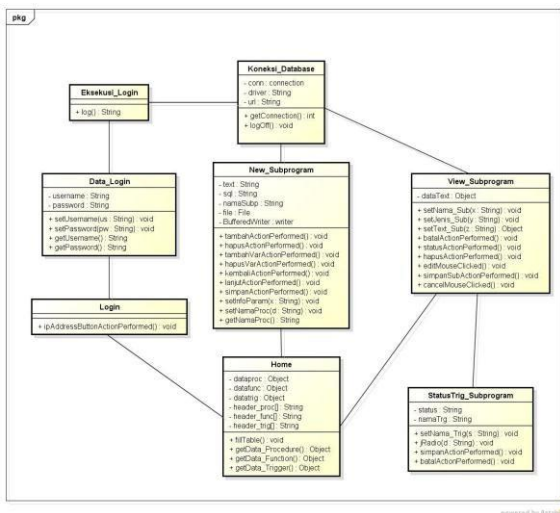 pkg
Koneksi_Database
- conn : connection
- driver : String
- url : String
+ getConnection() : int
+ logOff() : void
Eksekusi_Login
+ log() : String
Data_Login
- username : String
- password : String
+ setUsername(us : String) : void
+ setPassword(pw : String) : void
+ getUsername() : String
+ getPassword() : String
New_Subprogram
- text : String
- sql : String
- namaSubp : String
- file : File
- BufferedWriter : writer
+ tambahActionPerformed() : void
+ hapusActionPerformed() : void
+ tambahVarActionPerformed() : void
+ hapusVarActionPerformed() : void
+ kembaliActionPerformed() : void
+ lanjutActionPerformed() : void
+ simpanActionPerformed() : void
+ setInfoParam(x : String) : void
+ setNamaProc(d : String) : void
+ getNamaProc() : String
View_Subprogram
- dataText : Object
+ setNama_Sub(x : String) : void
+ setJenis_Sub(y : String) : void
+ setText_Sub(z : String) : Object
+ batalActionPerformed() : void
+ statusActionPerformed() : void
+ hapusActionPerformed() : void
+ editMouseClicked() : void
+ simpanSubActionPerformed() : void
+ cancelMouseClicked() : void
Login
+ ipAddressButtonActionPerformed() : void
Home
- dataproc : Object
- datafunc : Object
- datatrig : Object
- header_proc[] : String
- header_func[] : String
- header_trig[] : String
+ fillTable() : void
+ getData_Procedure() : Object
+ getData_Function() : Object
+ getData_Trigger() : Object
StatusTrig_Subprogram
- status : String
- namaTrg : String
+ setNama_Trig(s : String) : void
+ jRadio(d : String) : void
+ simpanActionPerformed() : void
+ batalActionPerformed() : void